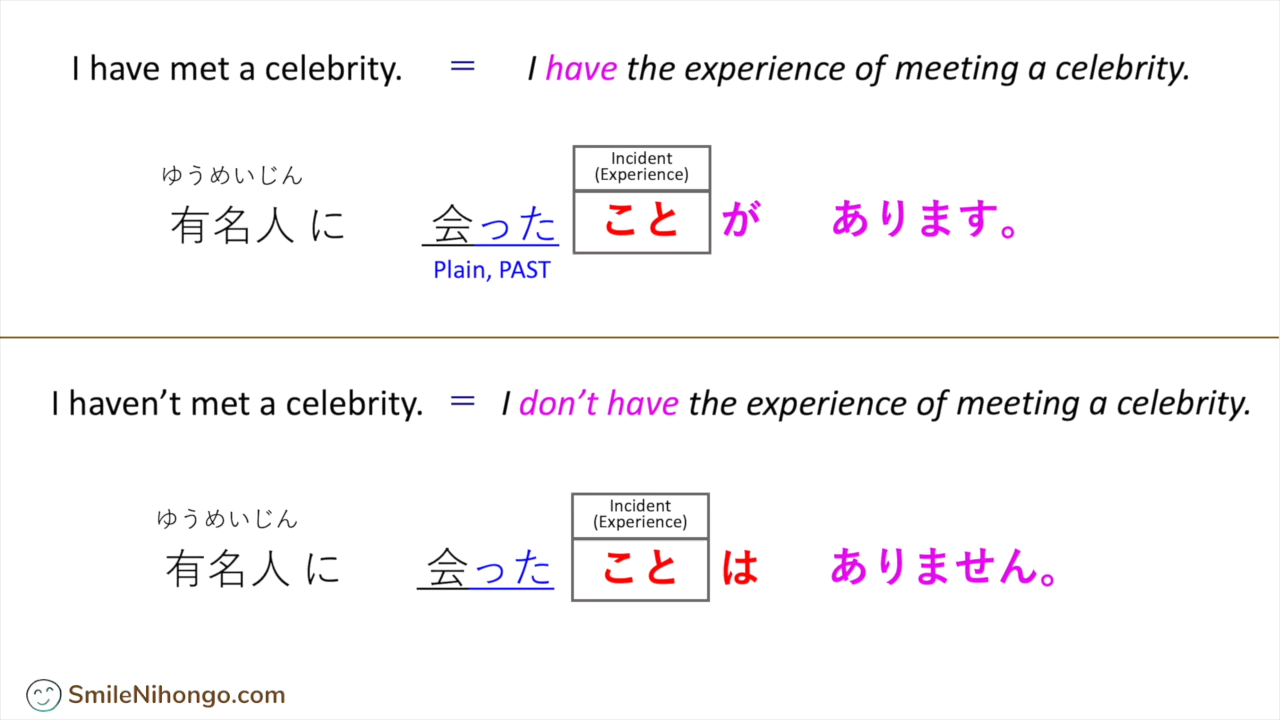 I have met a celebrity. = I have the experience of meeting a celebrity.
Incident
(Experience)
ゆうめいじん
有名人 に 会った こと が あります。
Plain, PAST
I haven’t met a celebrity. = I don’t have the experience of meeting a celebrity.
Incident
(Experience)
ゆうめいじん
有名人 に 会った こと は ありません。
SmileNihongo.com